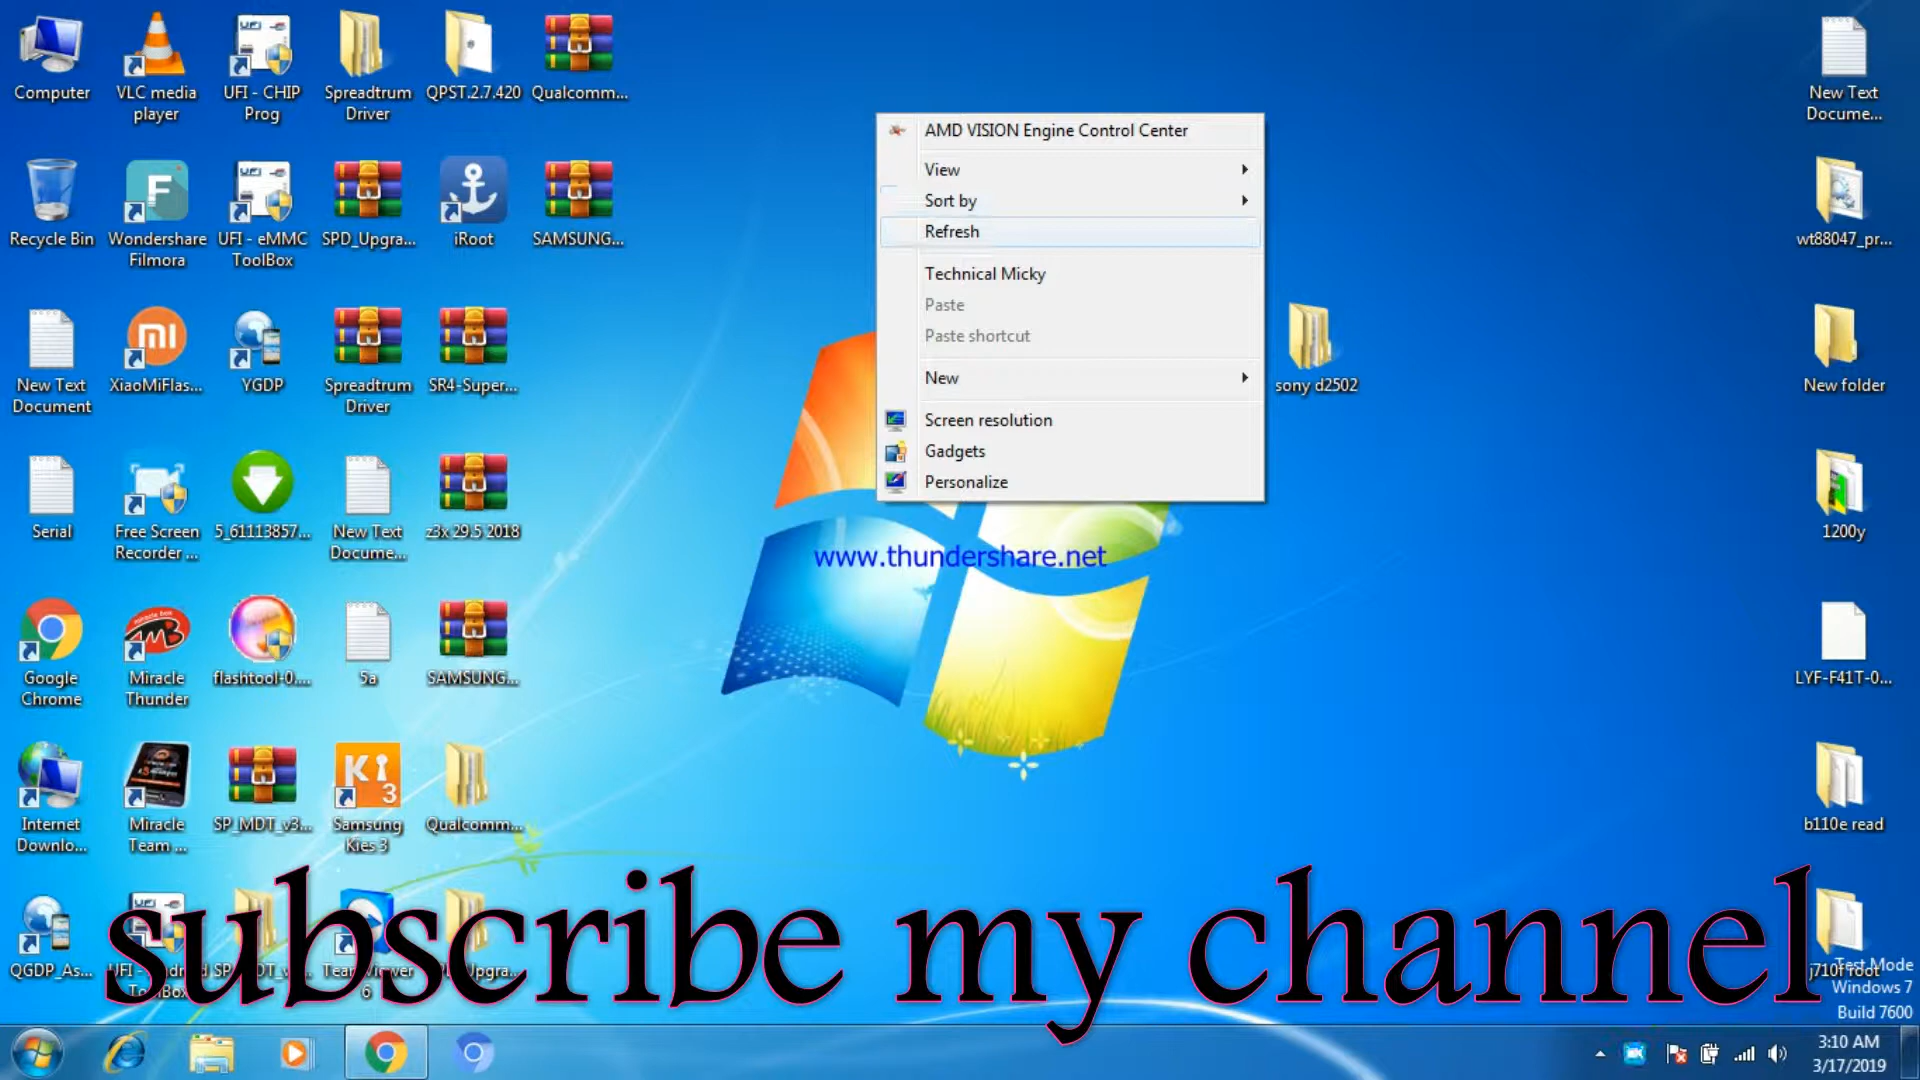 Computer
VLC media
player
UFI - CHIP
Prog
Spreadtrum
Driver
QPST.2.7.420
Qualcomm...
Recycle Bin
Wondershare
Filmora
UFI - eMMC
ToolBox
SPD_Upgra...
iRoot
SAMSUNG...
New Text
Document
XiaoMiFlas...
YGDP
Spreadtrum
Driver
SR4-Super...
Serial
Free Screen
Recorder ...
5_61113857...
New Text
Docume...
z3x 29.5 2018
Google
Chrome
Miracle
Thunder
flashtool-0....
5a
SAMSUNG...
Internet
Downlo...
Miracle
Team ...
SP_MDT_v3...
Samsung
Kies 3
Qualcomm...
QGDP_As...
ToolBox
TeamViewer
6
AMD VISION Engine Control Center
View
Sort by
Refresh
Technical Micky
Paste
Paste shortcut
New
Screen resolution
Gadgets
Personalize
www.thundershare.net
sony d2502
New Text
Docume...
wt88047_pr...
New folder
1200y
LYF-F41T-0...
b110e read
j710f root
subscribe my channel
Test Mode
Windows 7
Build 7600
3:10 AM
3/17/2019